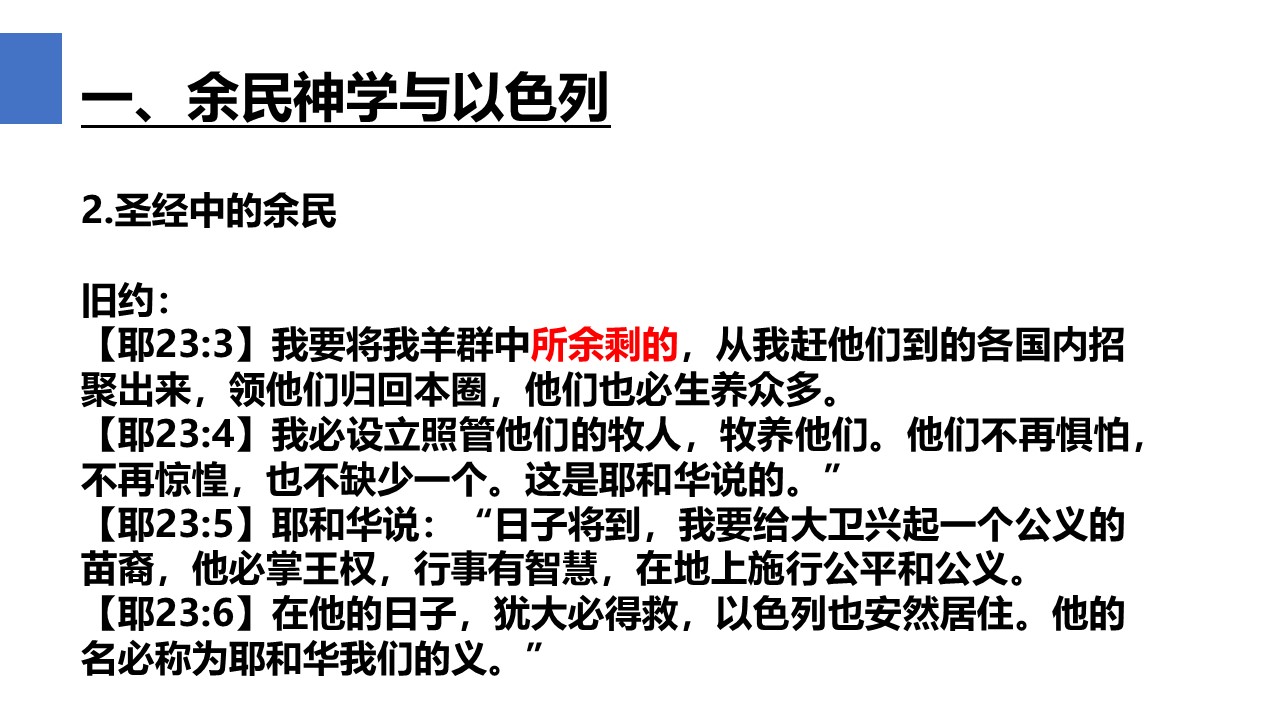 一、余民神学与以色列
2.圣经中的余民
旧约：
【耶23:3】我要将我羊群中所余剩的，从我赶他们到的各国内招
聚出来，领他们归回本圈，他们也必生养众多。
【耶23:4】我必设立照管他们的牧人，牧养他们。他们不再惧怕，
不再惊惶，也不缺少一个。这是耶和华说的。”
【耶23:5】耶和华说：“日子将到，我要给大卫兴起一个公义的
苗裔，他必掌王权，行事有智慧，在地上施行公平和公义。
【耶23:6】在他的日子，犹大必得救，以色列也安然居住。他的
名必称为耶和华我们的义。”